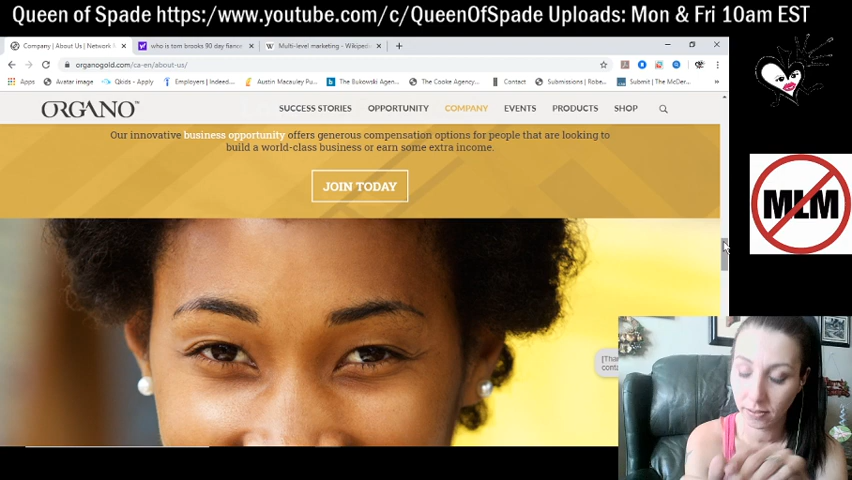 Queen of Spade https:/www.youtube.com/c/QueenOfSpade Uploads: Mon & Fri 10am EST
Company | About Us | Network M
who is tom brooks 90 day fiance
Multi-level marketing - Wikiped
organogold.com/ca-en/about-us/
Apps
Avatar image
Qkids - Apply
Employers | Indeed...
Austin Macauley Pu...
The Bukowski Agen...
The Cooke Agency...
Contact
Submissions | Robe...
Submit | The McDer...
ORGANO™
SUCCESS STORIES
OPPORTUNITY
COMPANY
EVENTS
PRODUCTS
SHOP
Our innovative business opportunity offers generous compensation options for people that are looking to
build a world-class business or earn some extra income.
JOIN TODAY
MLM
[Than
conta